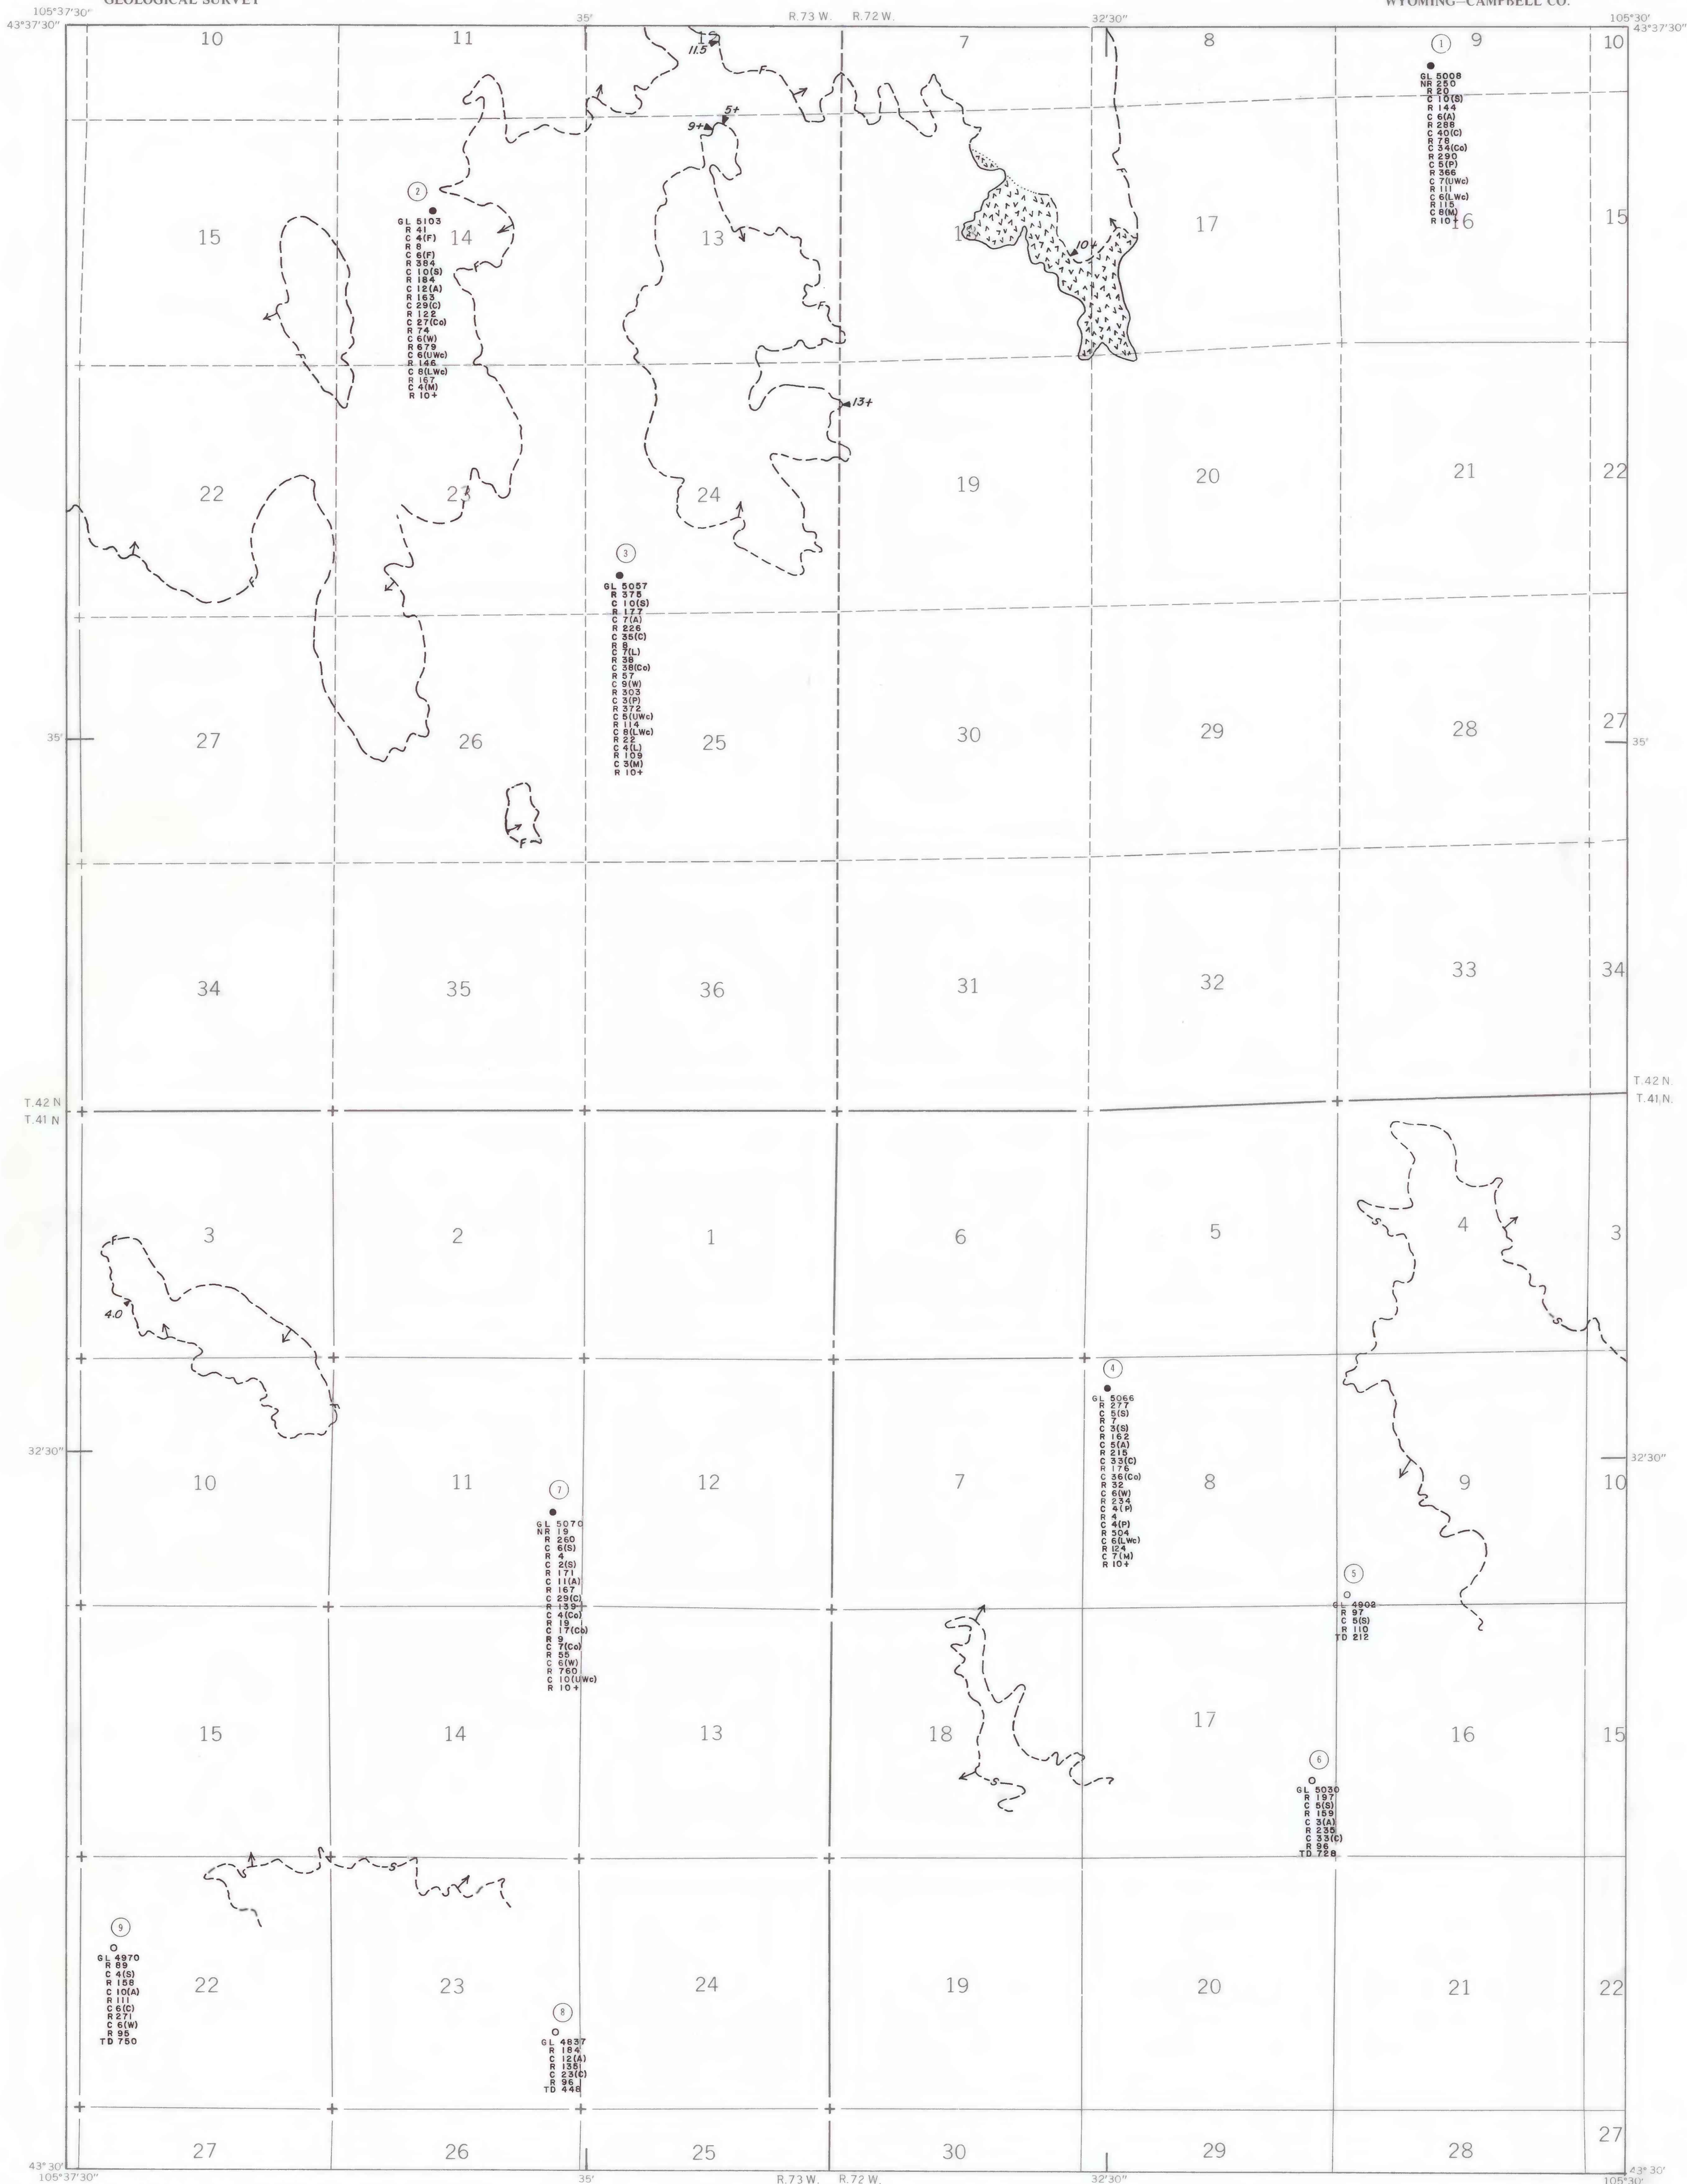 GEOLOGICAL SURVEY
WYOMING—CAMPBELL CO.
105°37'30"
35'
R.73 W. R.72 W.
32'30"
105°30'
43°37'30"
43°37'30"
10
11
12
7
8
9
10
11.5
F
1
GL 5008
NR 250
R 20
C 10(S)
R 144
C 6(A)
R 288
C 40(C)
R 78
C 34(Co)
R 290
C 5(P)
R 366
C 7(UWc)
R 111
C 6(LWc)
R 115
C 8(M)
R 10+
5+
9+
F
2
GL 5103
R 41
C 4(F)
R 8
C 6(F)
R 384
C 10(S)
R 184
C 12(A)
R 163
C 29(C)
R 122
C 27(Co)
R 74
C 6(W)
R 679
C 6(UWc)
R 146
C 8(LWc)
R 167
C 4(M)
R 10+
15
14
13
17
16
15
10+
F
F
F
13+
22
23
24
19
20
21
22
F
3
GL 5057
R 375
C 10(S)
R 177
C 7(A)
R 226
C 35(C)
R 8
C 7(L)
R 38
C 38(Co)
R 57
C 9(W)
R 303
C 3(P)
R 372
C 5(UWc)
R 114
C 8(LWc)
R 22
C 4(L)
R 109
C 3(M)
R 10+
35'
27
26
25
30
29
28
27
35'
F
34
35
36
31
32
33
34
T.42 N
T.41 N
T.42 N.
T.41 N.
3
2
1
6
5
4
3
F
S
4.0
S
F
4
GL 5066
R 277
C 5(S)
R 7
C 3(S)
R 162
C 5(A)
R 215
C 33(C)
R 176
C 36(Co)
R 32
C 6(W)
R 234
C 4(P)
R 4
C 4(P)
R 504
C 6(LWc)
R 124
C 7(M)
R 10+
32'30"
32'30"
10
11
12
7
8
9
10
7
GL 5070
NR 19
R 260
C 6(S)
R 4
C 2(S)
R 171
C 11(A)
R 167
C 29(C)
R 139
C 4(Co)
R 19
C 17(Co)
R 9
C 7(Co)
R 55
C 6(W)
R 760
C 10(UWc)
R 10+
5
GL 4902
R 97
C 5(S)
R 110
TD 212
15
14
13
18
17
16
15
S
6
GL 5030
R 197
C 5(S)
R 159
C 3(A)
R 235
C 33(C)
R 96
TD 728
S
9
GL 4970
R 89
C 4(S)
R 158
C 10(A)
R 111
C 6(C)
R 271
C 6(W)
R 95
TD 750
22
23
24
19
20
21
22
8
GL 4837
R 184
C 12(A)
R 135
C 23(C)
R 96
TD 448
27
26
25
30
29
28
27
43°30'
105°37'30"
35'
R.73 W. R.72 W.
32'30"
105°30'
43°30'